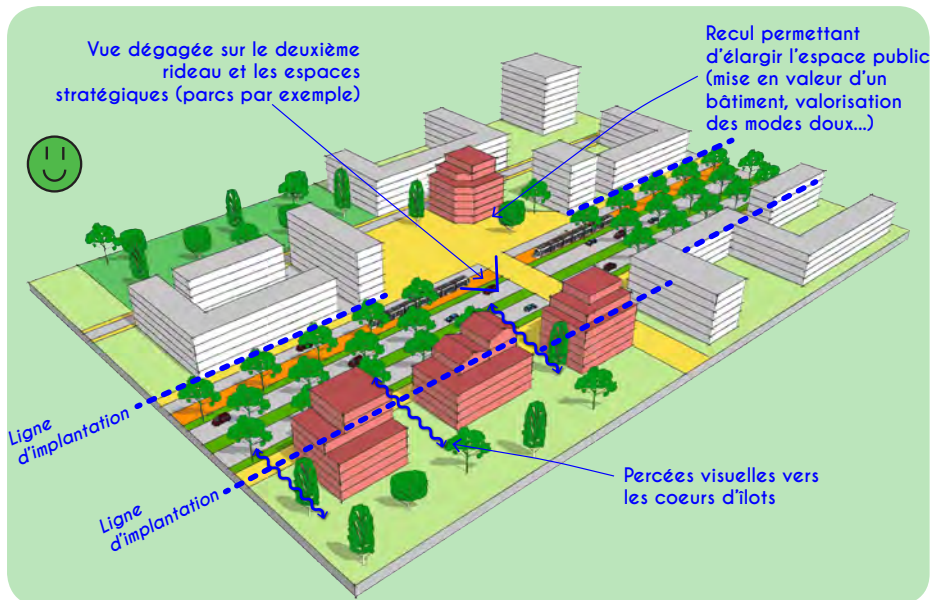 Vue dégagée sur le deuxième
rideau et les espaces
stratégiques (parcs par exemple)
Recul permettant
d'élargir l'espace public
(mise en valeur d'un
bâtiment, valorisation
des modes doux...)
Ligne
d'implantation
Ligne
d'implantation
Percées visuelles vers
les coeurs d'îlots